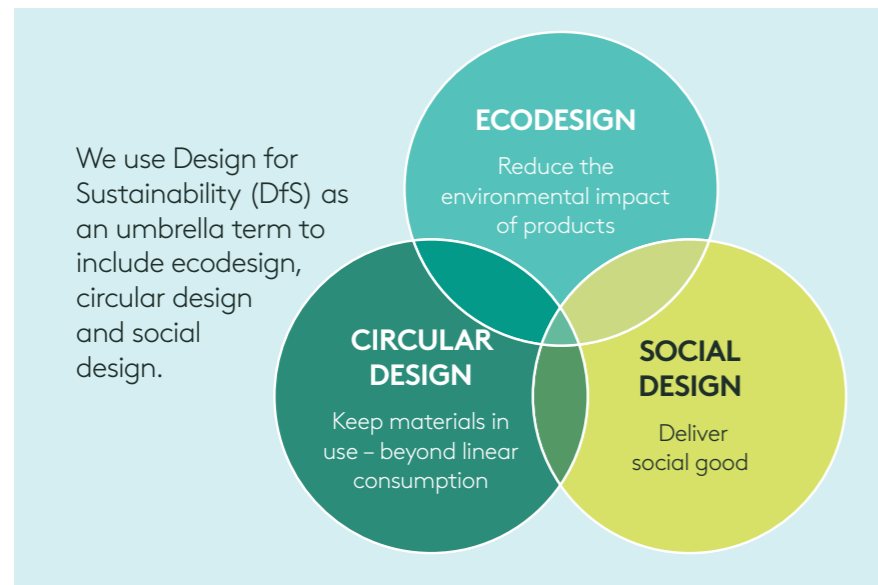 We use Design for
Sustainability (DfS) as
an umbrella term to
include ecodesign,
circular design
and social
design.
ECODESIGN
Reduce the
environmental impact
of products
CIRCULAR
DESIGN
Keep materials in
use – beyond linear
consumption
SOCIAL
DESIGN
Deliver
social good